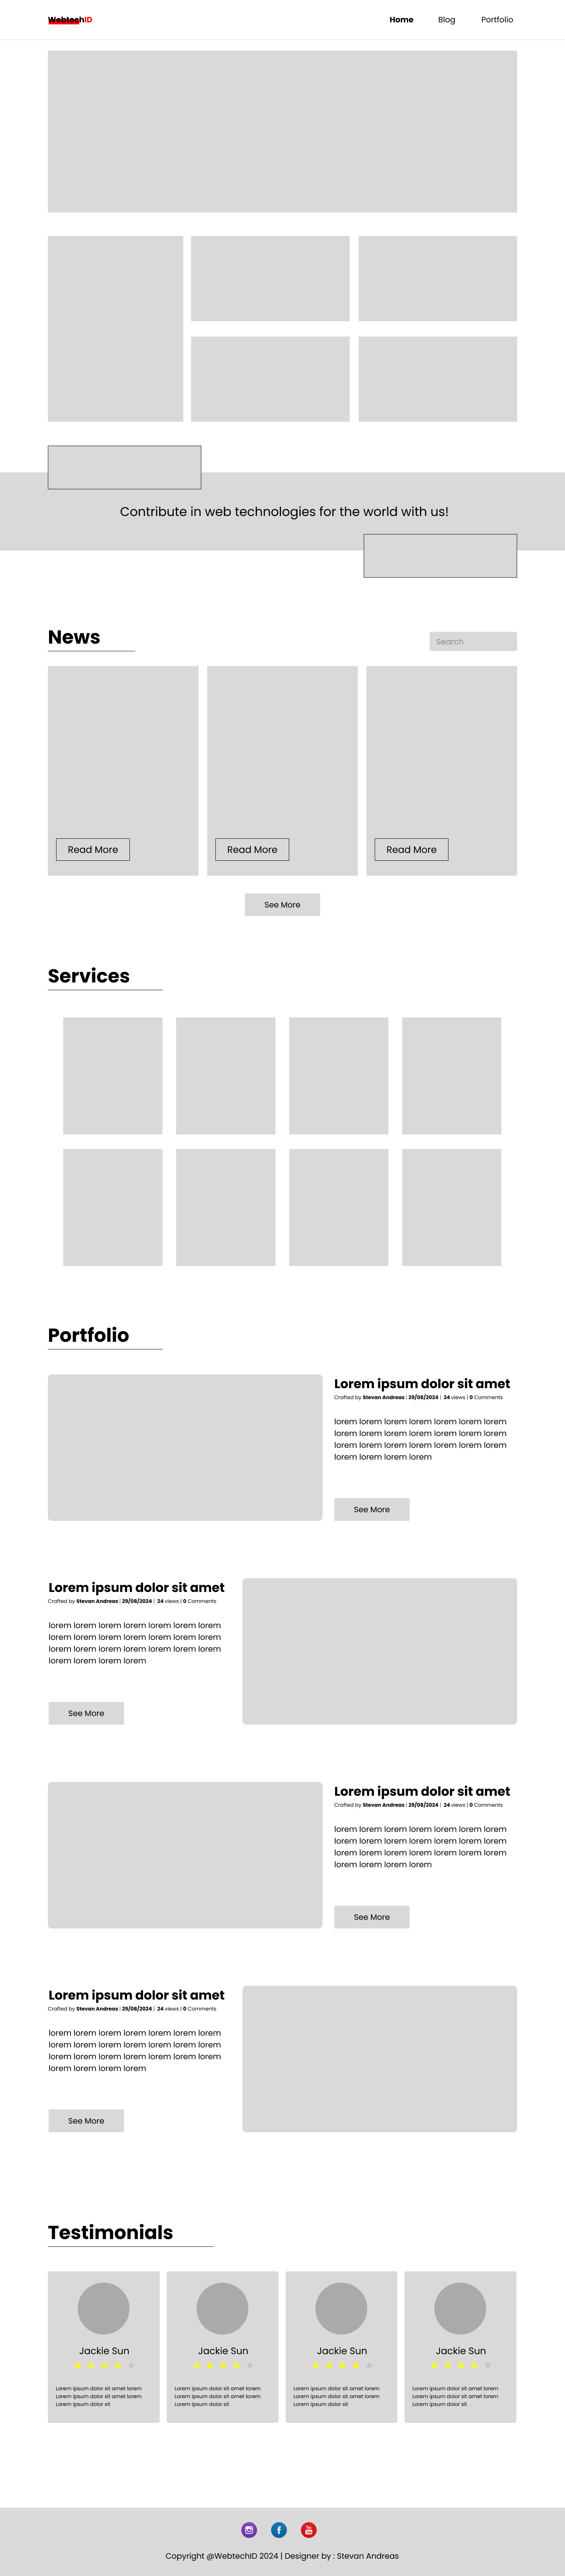 WebtechID
Home Blog Portfolio
Contribute in web technologies for the world with us!
News
Search
Read More
Read More
Read More
See More
Services
Portfolio
Lorem ipsum dolor sit amet
Crafted by Stevan Andreas | 29/08/2024 | 24 views | 0 Comments
lorem lorem lorem lorem lorem lorem lorem
lorem lorem lorem lorem lorem lorem lorem
lorem lorem lorem lorem lorem lorem lorem
lorem lorem lorem lorem
See More
Lorem ipsum dolor sit amet
Crafted by Stevan Andreas | 29/08/2024 | 24 views | 0 Comments
lorem lorem lorem lorem lorem lorem lorem
lorem lorem lorem lorem lorem lorem lorem
lorem lorem lorem lorem lorem lorem lorem
lorem lorem lorem lorem
See More
Lorem ipsum dolor sit amet
Crafted by Stevan Andreas | 29/08/2024 | 24 views | 0 Comments
lorem lorem lorem lorem lorem lorem lorem
lorem lorem lorem lorem lorem lorem lorem
lorem lorem lorem lorem lorem lorem lorem
lorem lorem lorem lorem
See More
Lorem ipsum dolor sit amet
Crafted by Stevan Andreas | 29/08/2024 | 24 views | 0 Comments
lorem lorem lorem lorem lorem lorem lorem
lorem lorem lorem lorem lorem lorem lorem
lorem lorem lorem lorem lorem lorem lorem
lorem lorem lorem lorem
See More
Testimonials
Jackie Sun
Lorem ipsum dolor sit amet lorem
Lorem ipsum dolor sit amet lorem
Lorem ipsum dolor sit
Jackie Sun
Lorem ipsum dolor sit amet lorem
Lorem ipsum dolor sit amet lorem
Lorem ipsum dolor sit
Jackie Sun
Lorem ipsum dolor sit amet lorem
Lorem ipsum dolor sit amet lorem
Lorem ipsum dolor sit
Jackie Sun
Lorem ipsum dolor sit amet lorem
Lorem ipsum dolor sit amet lorem
Lorem ipsum dolor sit
Copyright @WebtechID 2024 | Designer by : Stevan Andreas